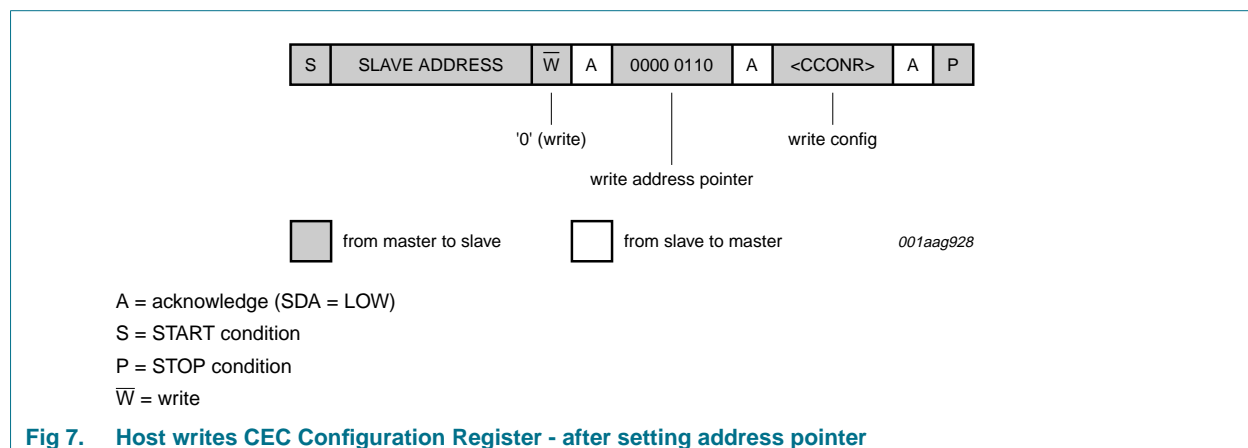 S SLAVE ADDRESS W̅ A 0000 0110 A <CCONR> A P
'0' (write) write config
write address pointer
from master to slave from slave to master 001aag928
A = acknowledge (SDA = LOW)
S = START condition
P = STOP condition
W̅ = write
Fig 7. Host writes CEC Configuration Register - after setting address pointer